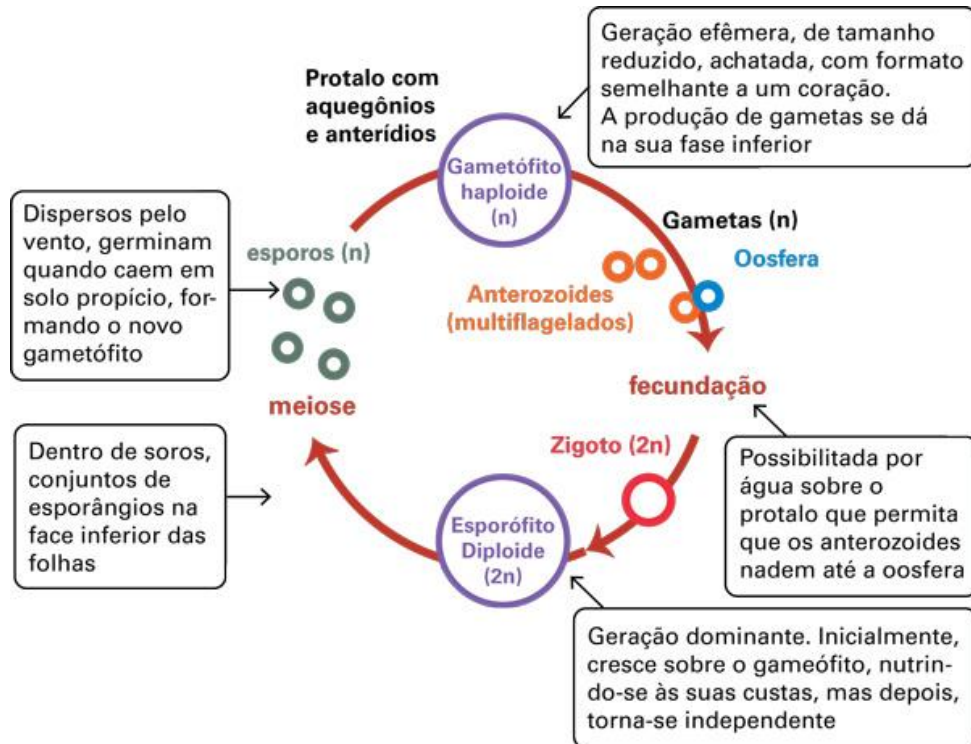 Geração efêmera, de tamanho
reduzido, achatada, com formato
semelhante a um coração.
A produção de gametas se dá
na sua fase inferior
Protalo com
aquegônios
e anterídios
Gametófito
haploide
(n)
Dispersos pelo
vento, germinam
quando caem em
solo propício, for-
mando o novo
gametófito
esporos (n)
Gametas (n)
Oosfera
Anterozoides
(multiflagelados)
fecundação
meiose
Dentro de soros,
conjuntos de
esporângios na
face inferior das
folhas
Zigoto (2n)
Possibilitada por
água sobre o
protalo que permita
que os anterozoides
nadem até a oosfera
Esporófito
Diploide
(2n)
Geração dominante. Inicialmente,
cresce sobre o gameófito, nutrin-
do-se às suas custas, mas depois,
torna-se independente